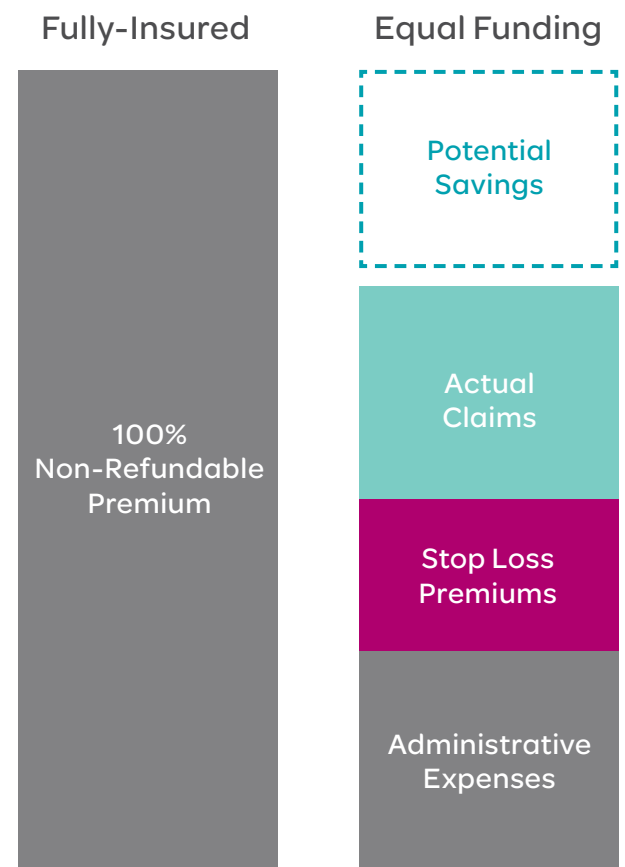 Fully-Insured
Equal Funding
100%
Non-Refundable
Premium
Potential
Savings
Actual
Claims
Stop Loss
Premiums
Administrative
Expenses